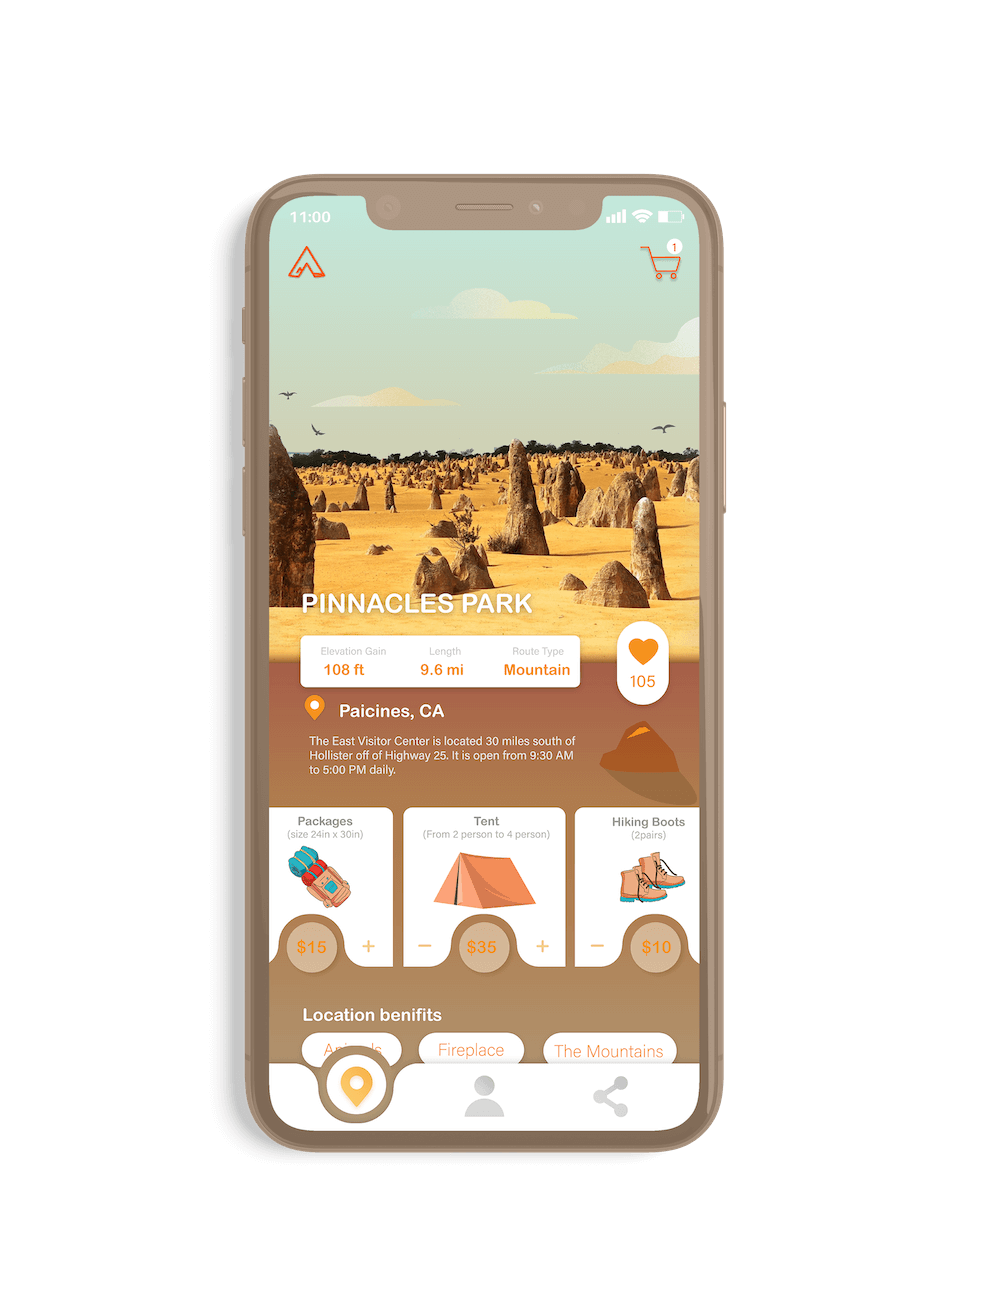 11:00
1
PINNACLES PARK
Elevation Gain Length Route Type
108 ft 9.6 mi Mountain
105
Paicines, CA
The East Visitor Center is located 30 miles south of
Hollister off of Highway 25. It is open from 9:30 AM
to 5:00 PM daily.
Packages
(size 24in x 30in)
$15 +
Tent
(From 2 person to 4 person)
– $35 +
Hiking Boots
(2pairs)
– $10
Location benifits
Fireplace The Mountains